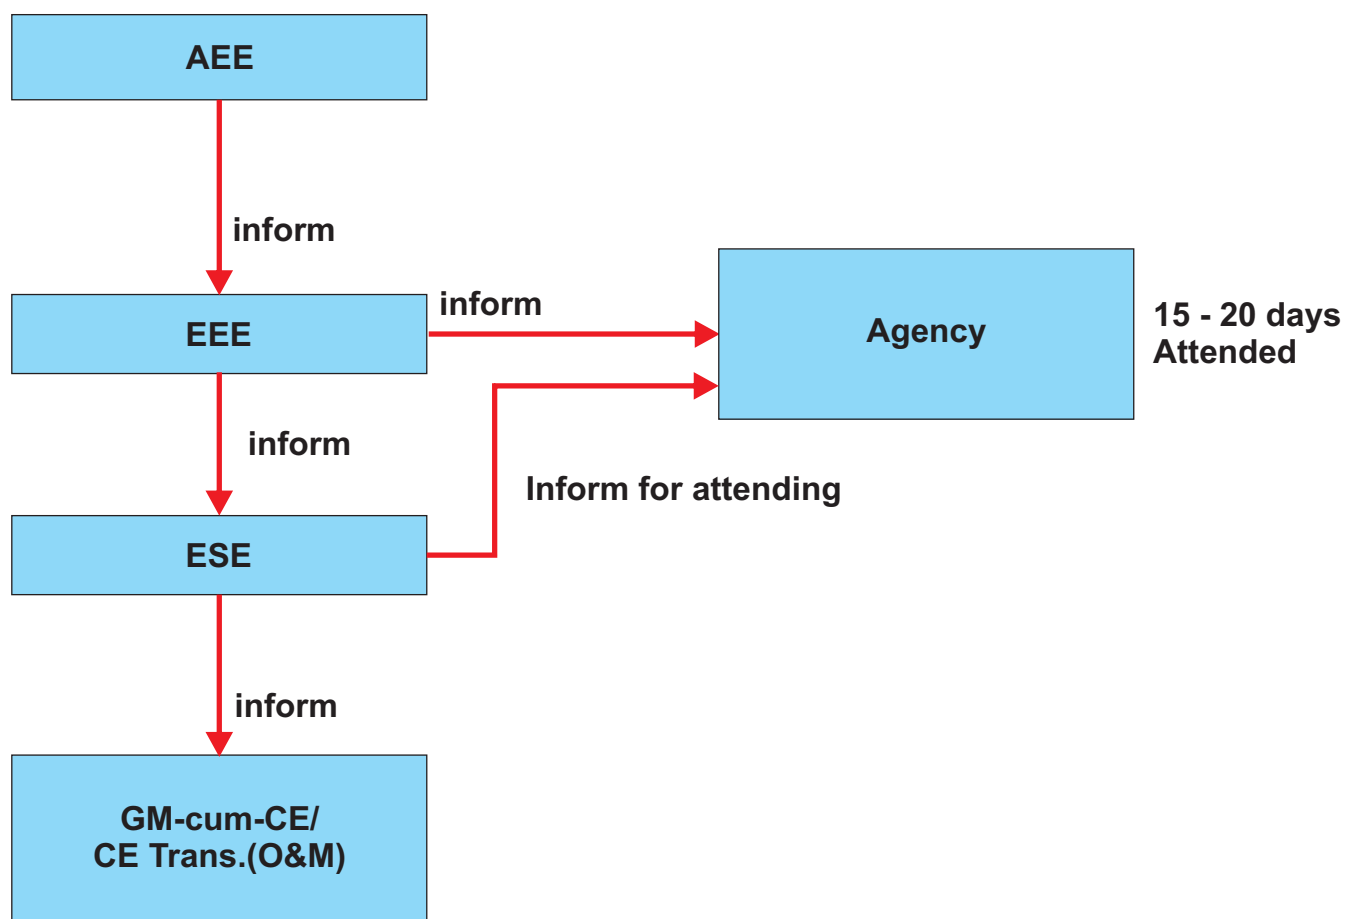 AEE
inform
EEE
inform
Agency
15 - 20 days
Attended
inform
Inform for attending
ESE
inform
GM-cum-CE/
CE Trans.(O&M)